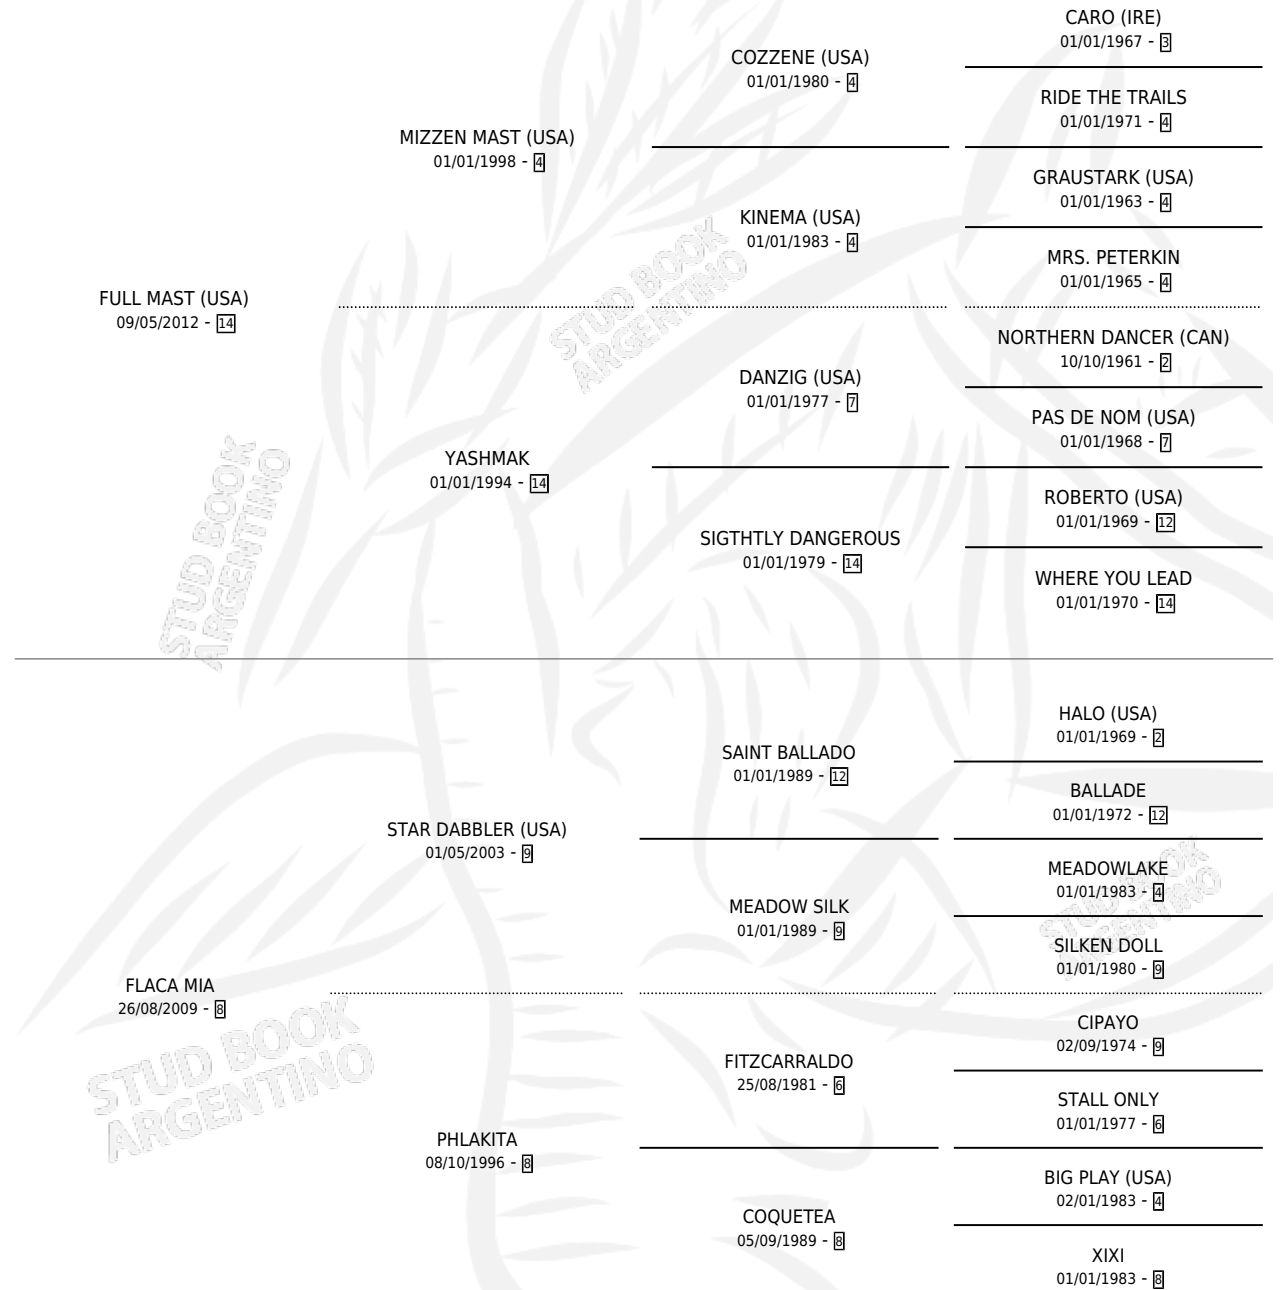 CARO (IRE)
01/01/1967 - 3
COZZENE (USA)
01/01/1980 - 4
RIDE THE TRAILS
01/01/1971 - 4
MIZZEN MAST (USA)
01/01/1998 - 4
GRAUSTARK (USA)
01/01/1963 - 4
KINEMA (USA)
01/01/1983 - 4
MRS. PETERKIN
01/01/1965 - 4
FULL MAST (USA)
09/05/2012 - 14
NORTHERN DANCER (CAN)
10/10/1961 - 2
DANZIG (USA)
01/01/1977 - 7
PAS DE NOM (USA)
01/01/1968 - 7
YASHMAK
01/01/1994 - 14
ROBERTO (USA)
01/01/1969 - 12
SIGTHTLY DANGEROUS
01/01/1979 - 14
WHERE YOU LEAD
01/01/1970 - 14
HALO (USA)
01/01/1969 - 2
SAINT BALLADO
01/01/1989 - 12
BALLADE
01/01/1972 - 12
STAR DABBLER (USA)
01/05/2003 - 9
MEADOWLAKE
01/01/1983 - 4
MEADOW SILK
01/01/1989 - 9
SILKEN DOLL
01/01/1980 - 9
FLACA MIA
26/08/2009 - 8
CIPAYO
02/09/1974 - 9
FITZCARRALDO
25/08/1981 - 6
STALL ONLY
01/01/1977 - 6
PHLAKITA
08/10/1996 - 8
BIG PLAY (USA)
02/01/1983 - 4
COQUETEA
05/09/1989 - 8
XIXI
01/01/1983 - 8
STUD BOOK
ARGENTINO
STUD BOOK
ARGENTINO
STUD BOOK
ARGENTINO
STUD BOOK
ARGENTINO